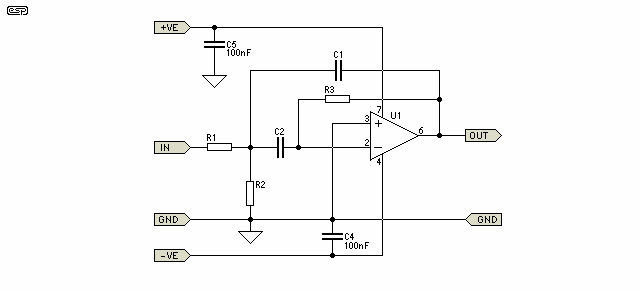 esp
+VE
C5
100nF
C1
R3
7
U1
3
+
R1
C2
6
IN
2
−
OUT
4
R2
GND
GND
C4
100nF
−VE